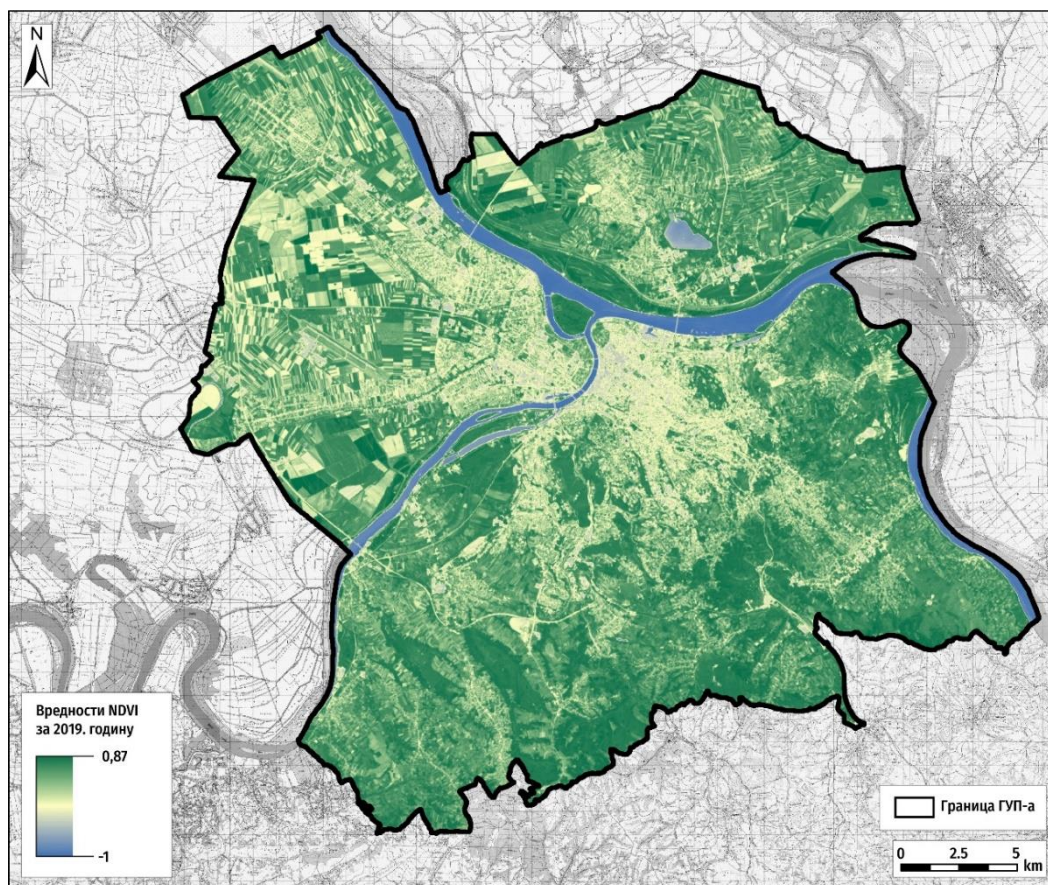 N
Вредности NDVI
за 2019. годину
0,87
-1
Граница ГУП-а
0 2.5 5
km